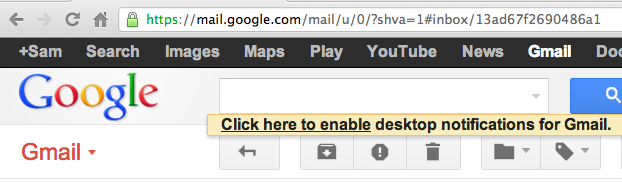 https://mail.google.com/mail/u/0/?shva=1#inbox/13ad67f2690486a1
+Sam Search Images Maps Play YouTube News Gmail Doc
Google
Click here to enable desktop notifications for Gmail.
Gmail